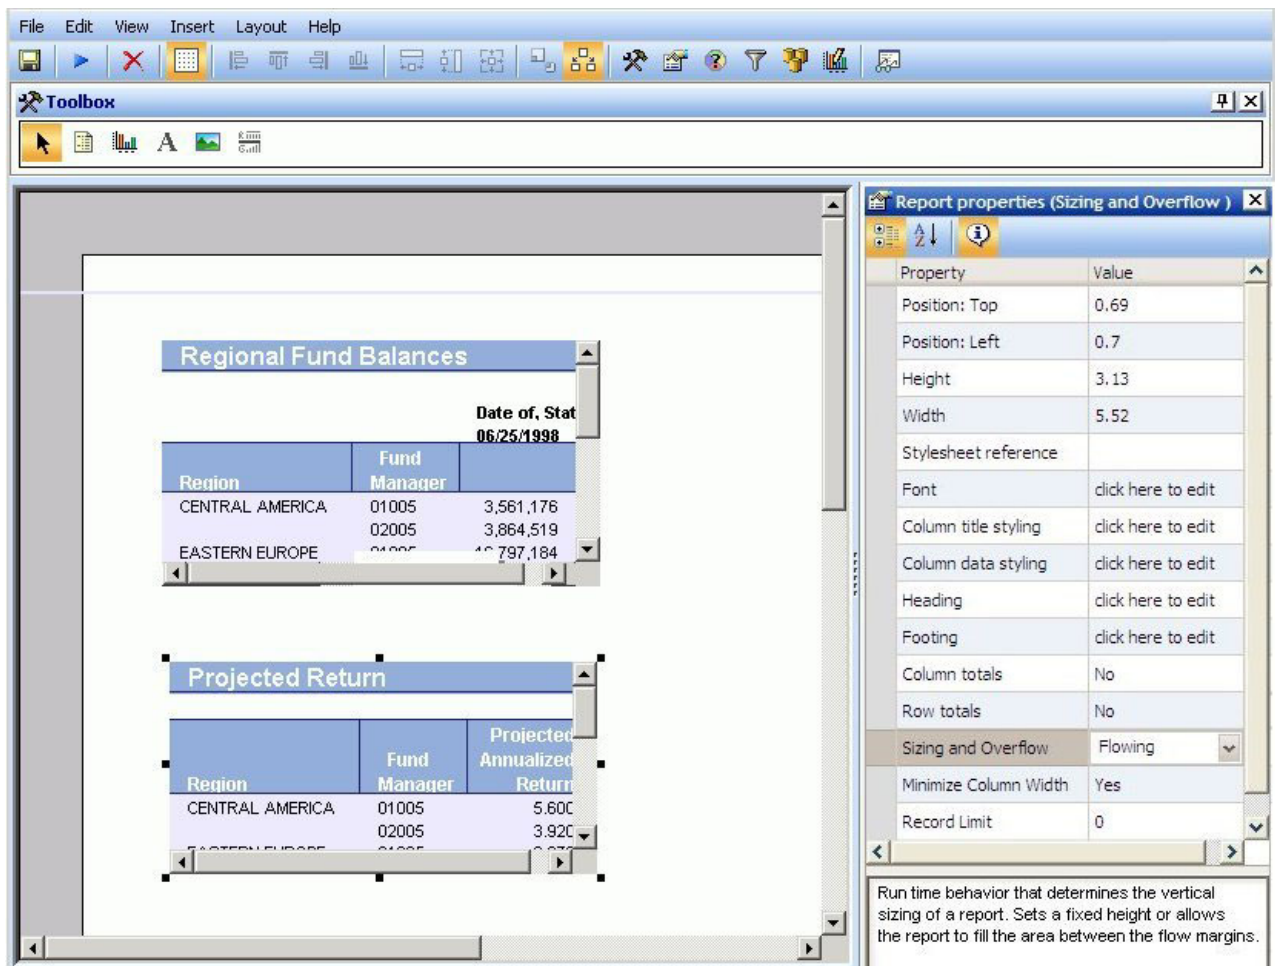 File Edit View Insert Layout Help
Toolbox
A
Report properties (Sizing and Overflow )
Property Value
Position: Top 0.69
Position: Left 0.7
Height 3.13
Width 5.52
Stylesheet reference
Font click here to edit
Column title styling click here to edit
Column data styling click here to edit
Heading click here to edit
Footing click here to edit
Column totals No
Row totals No
Sizing and Overflow Flowing
Minimize Column Width Yes
Record Limit 0
Run time behavior that determines the vertical
sizing of a report. Sets a fixed height or allows
the report to fill the area between the flow margins.
Regional Fund Balances
Date of, Stat
06/25/1998
Fund
Region Manager
CENTRAL AMERICA 01005 3,561,176
02005 3,864,519
EASTERN EUROPE 797,184
Projected Return
Projected
Fund Annualized
Region Manager Return
CENTRAL AMERICA 01005 5.600
02005 3.920